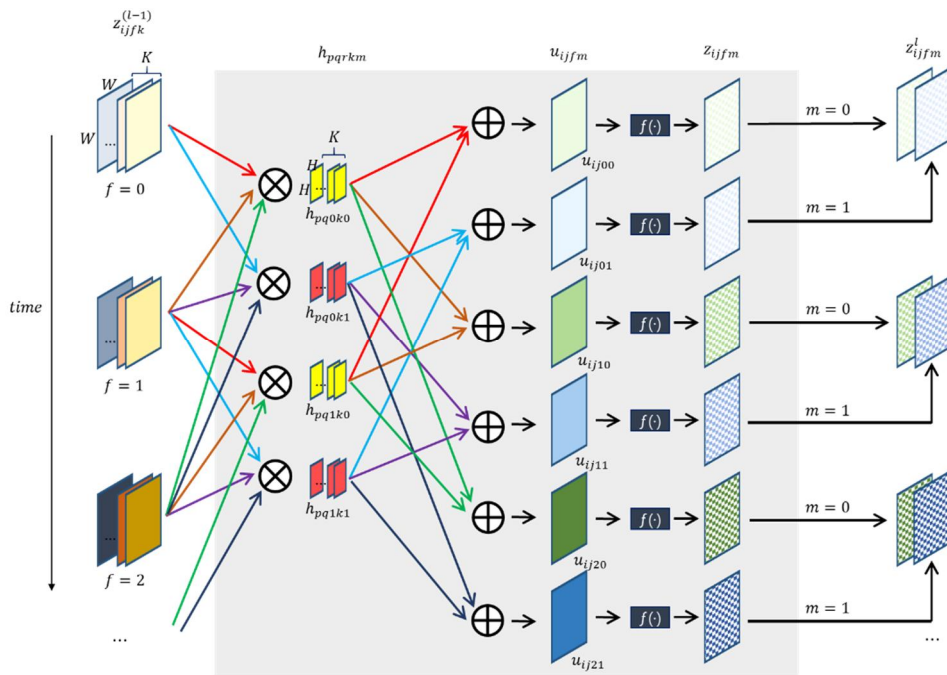 z_{ijfk}^{(l-1)}
h_{pqrkm}
u_{ijfm}
z_{ijfm}
z_{ijfm}^{l}
K
W
W
...
f = 0
K
H
H
...
h_{pq0k0}
u_{ij00}
f(·)
m = 0
u_{ij01}
f(·)
m = 1
time
...
f = 1
...
h_{pq0k1}
u_{ij10}
f(·)
m = 0
...
h_{pq1k0}
u_{ij11}
f(·)
m = 1
...
f = 2
...
h_{pq1k1}
u_{ij20}
f(·)
m = 0
...
u_{ij21}
f(·)
m = 1
...